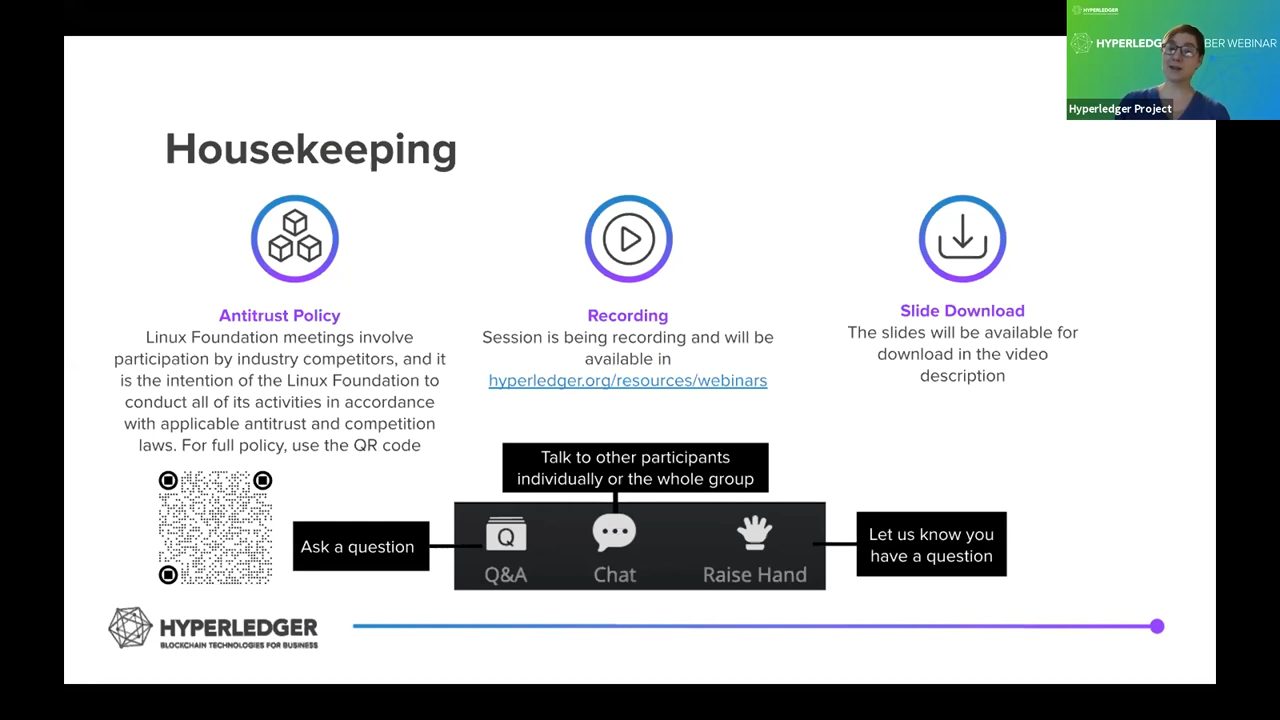 HYPERLEDGER
HYPERLEDG BER WEBINAR
Hyperledger Project
Housekeeping
Antitrust Policy
Linux Foundation meetings involve
participation by industry competitors, and it
is the intention of the Linux Foundation to
conduct all of its activities in accordance
with applicable antitrust and competition
laws. For full policy, use the QR code
Recording
Session is being recording and will be
available in
hyperledger.org/resources/webinars
Slide Download
The slides will be available for
download in the video
description
Talk to other participants
individually or the whole group
Ask a question
Q
Q&A
Chat
Raise Hand
Let us know you
have a question
HYPERLEDGER
BLOCKCHAIN TECHNOLOGIES FOR BUSINESS